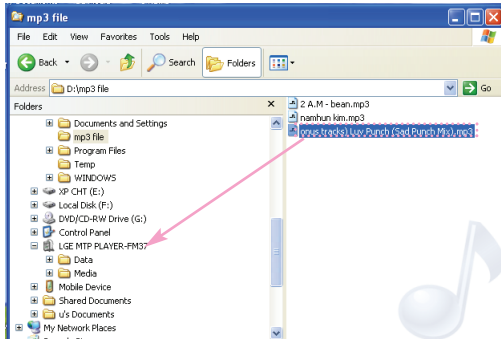 mp3 file
File Edit View Favorites Tools Help
Back Search Folders
Address D:\mp3 file Go
Folders
2 A.M - bean.mp3
namhun kim.mp3
onus tracks) Luv Punch (Sad Punch Mix).mp3
Documents and Settings
mp3 file
Program Files
Temp
WINDOWS
XP CHT (E:)
Local Disk (F:)
DVD/CD-RW Drive (G:)
Control Panel
LGE MTP PLAYER-FM37
Data
Media
Mobile Device
Shared Documents
u's Documents
My Network Places